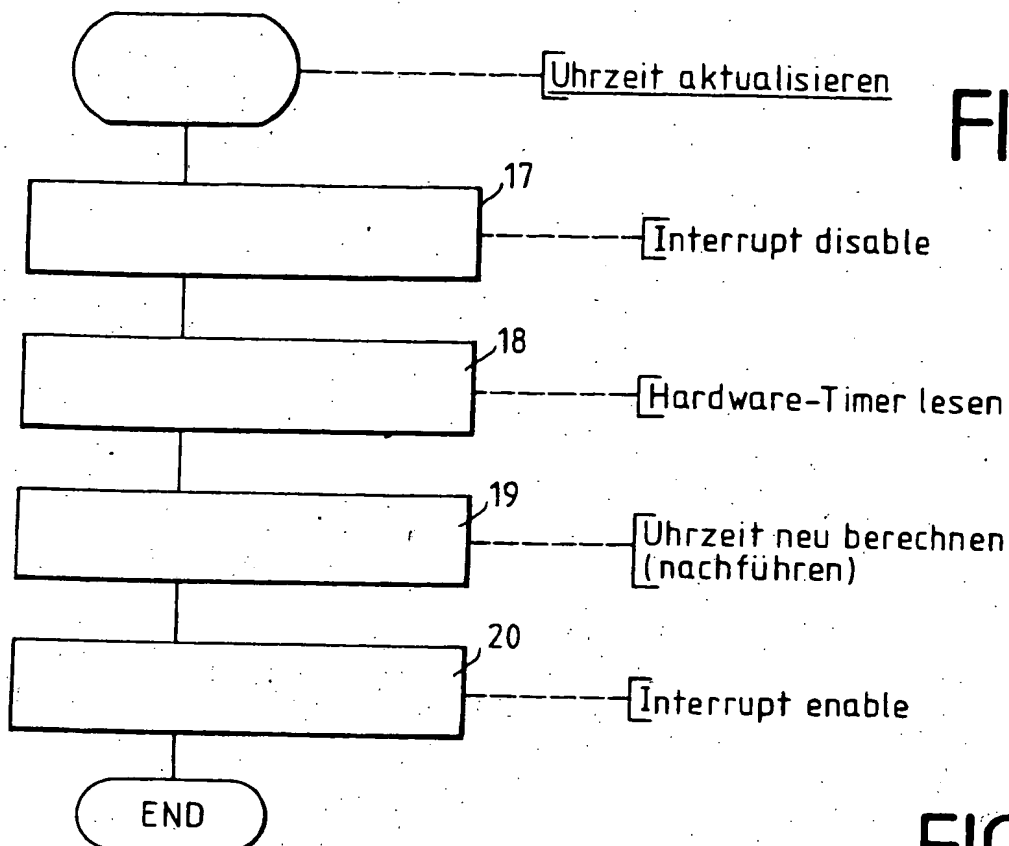 Uhrzeit aktualisieren
FI
17
Interrupt disable
18
Hardware-Timer lesen
19
Uhrzeit neu berechnen
(nachführen)
20
Interrupt enable
END